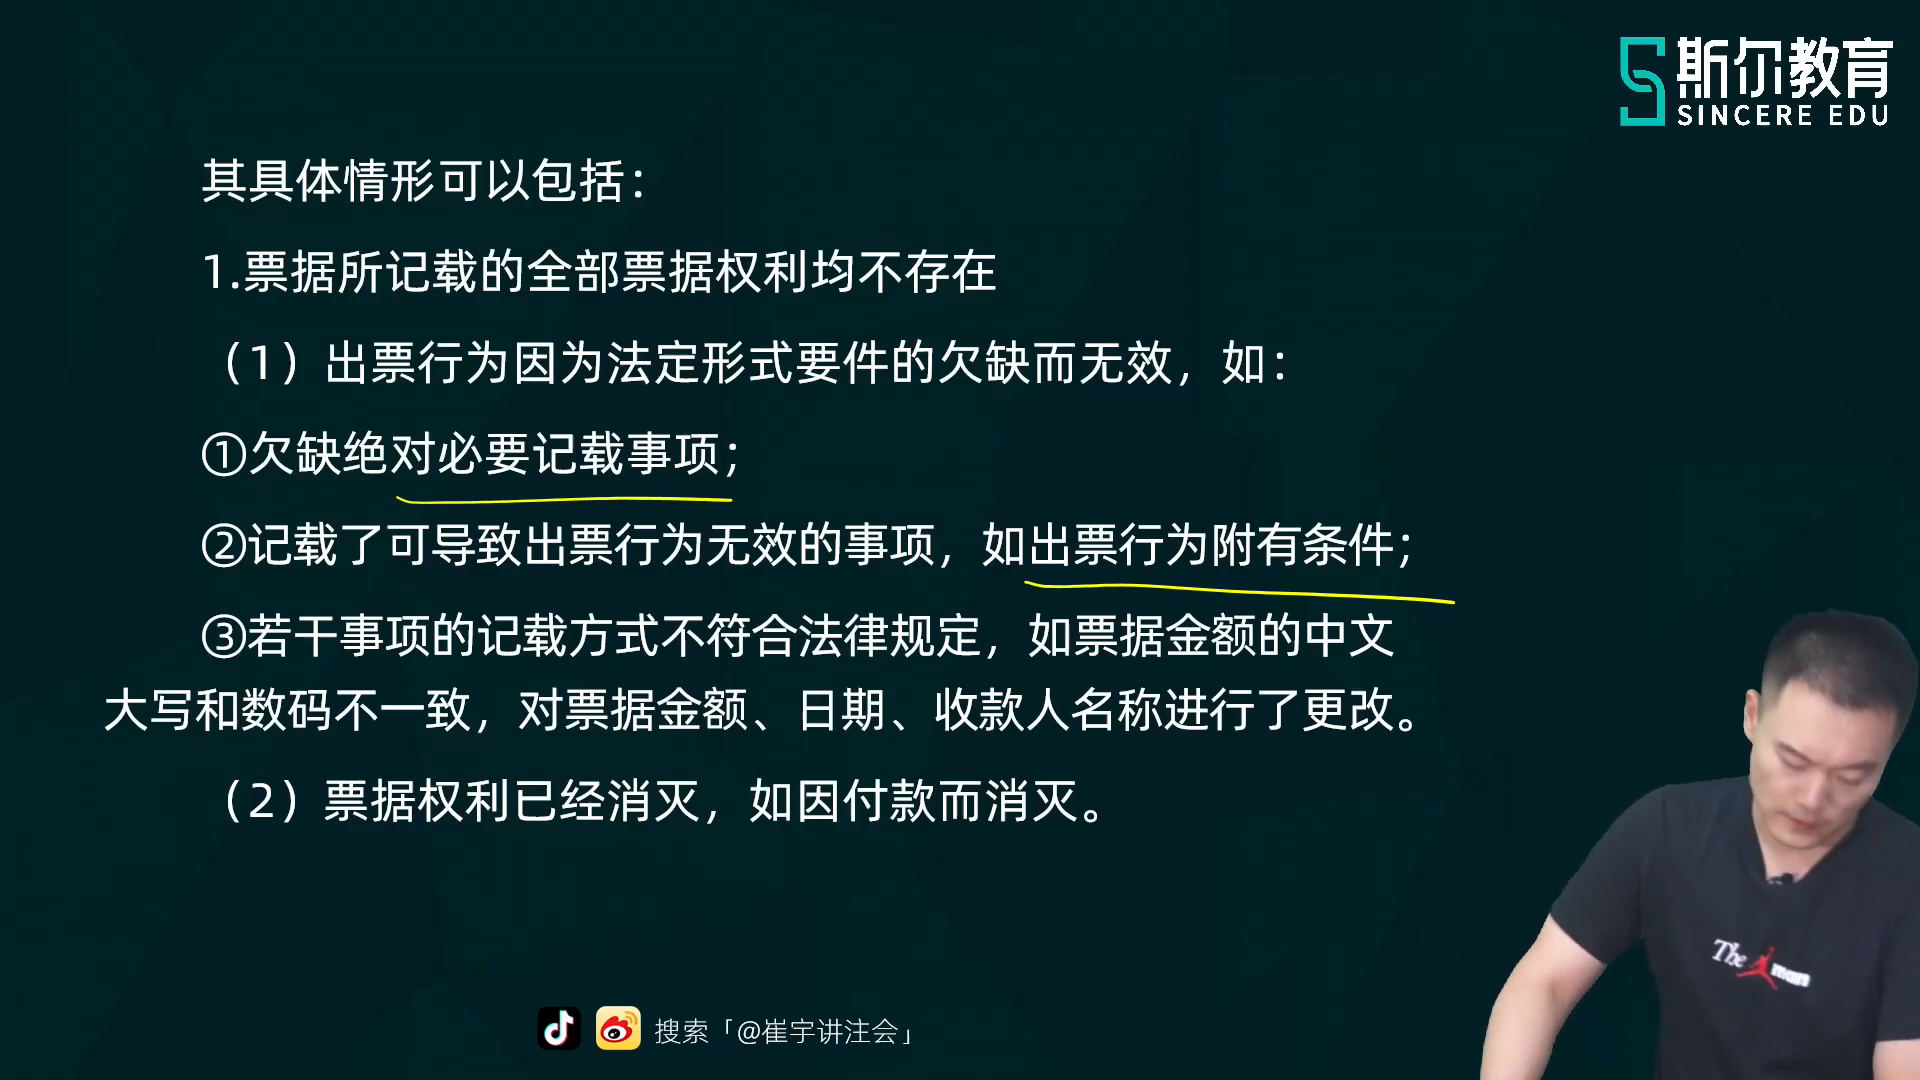 斯尔教育
SINCERE EDU
其具体情形可以包括：
1.票据所记载的全部票据权利均不存在
（1）出票行为因为法定形式要件的欠缺而无效，如：
①欠缺绝对必要记载事项；
②记载了可导致出票行为无效的事项，如出票行为附有条件；
③若干事项的记载方式不符合法律规定，如票据金额的中文
大写和数码不一致，对票据金额、日期、收款人名称进行了更改。
（2）票据权利已经消灭，如因付款而消灭。
The man
搜索「@崔宇讲注会」